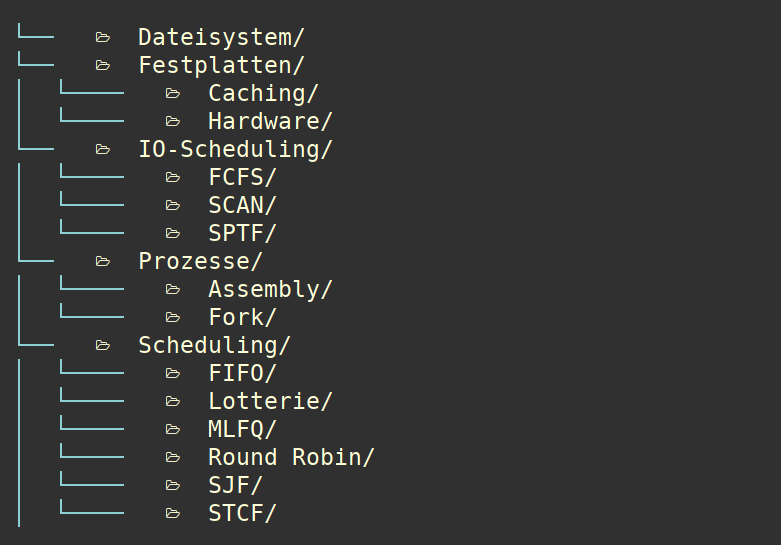 Dateisystem/
Festplatten/
Caching/
Hardware/
IO-Scheduling/
FCFS/
SCAN/
SPTF/
Prozesse/
Assembly/
Fork/
Scheduling/
FIFO/
Lotterie/
MLFQ/
Round Robin/
SJF/
STCF/